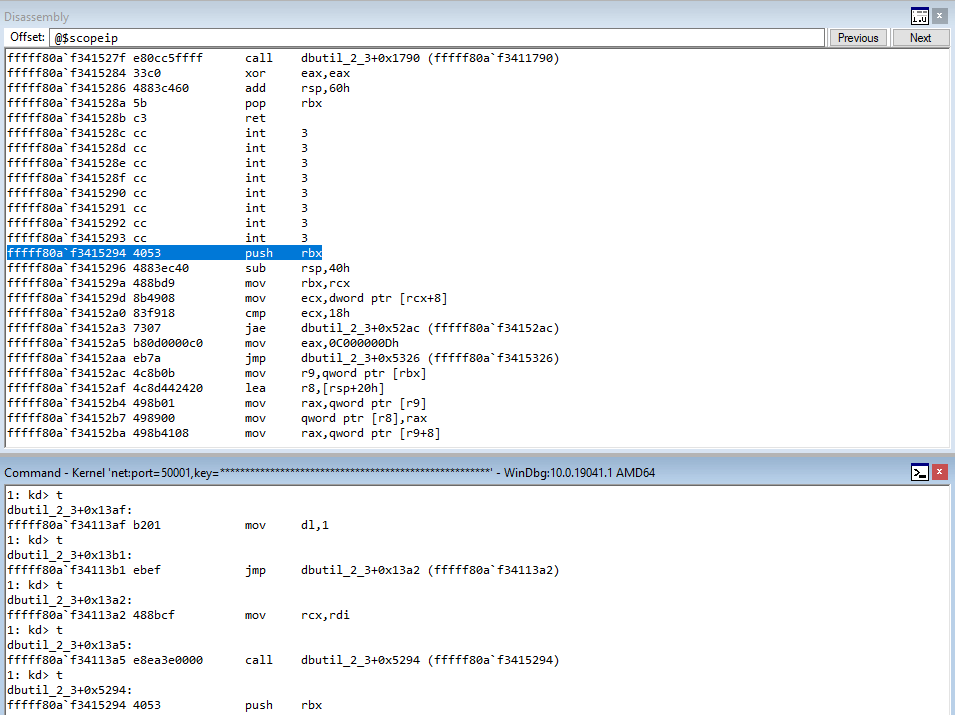 Disassembly
Offset: @$scopeip Previous Next
fffff80a`f341527f e80cc5ffff call dbutil_2_3+0x1790 (fffff80a`f3411790)
fffff80a`f3415284 33c0 xor eax,eax
fffff80a`f3415286 4883c460 add rsp,60h
fffff80a`f341528a 5b pop rbx
fffff80a`f341528b c3 ret
fffff80a`f341528c cc int 3
fffff80a`f341528d cc int 3
fffff80a`f341528e cc int 3
fffff80a`f341528f cc int 3
fffff80a`f3415290 cc int 3
fffff80a`f3415291 cc int 3
fffff80a`f3415292 cc int 3
fffff80a`f3415293 cc int 3
fffff80a`f3415294 4053 push rbx
fffff80a`f3415296 4883ec40 sub rsp,40h
fffff80a`f341529a 488bd9 mov rbx,rcx
fffff80a`f341529d 8b4908 mov ecx,dword ptr [rcx+8]
fffff80a`f34152a0 83f918 cmp ecx,18h
fffff80a`f34152a3 7307 jae dbutil_2_3+0x52ac (fffff80a`f34152ac)
fffff80a`f34152a5 b80d0000c0 mov eax,0C000000Dh
fffff80a`f34152aa eb7a jmp dbutil_2_3+0x5326 (fffff80a`f3415326)
fffff80a`f34152ac 4c8b0b mov r9,qword ptr [rbx]
fffff80a`f34152af 4c8d442420 lea r8,[rsp+20h]
fffff80a`f34152b4 498b01 mov rax,qword ptr [r9]
fffff80a`f34152b7 498900 mov qword ptr [r8],rax
fffff80a`f34152ba 498b4108 mov rax,qword ptr [r9+8]
Command - Kernel 'net:port=50001,key=******************************************************' - WinDbg:10.0.19041.1 AMD64
1: kd> t
dbutil_2_3+0x13af:
fffff80a`f34113af b201 mov dl,1
1: kd> t
dbutil_2_3+0x13b1:
fffff80a`f34113b1 ebef jmp dbutil_2_3+0x13a2 (fffff80a`f34113a2)
1: kd> t
dbutil_2_3+0x13a2:
fffff80a`f34113a2 488bcf mov rcx,rdi
1: kd> t
dbutil_2_3+0x13a5:
fffff80a`f34113a5 e8ea3e0000 call dbutil_2_3+0x5294 (fffff80a`f3415294)
1: kd> t
dbutil_2_3+0x5294:
fffff80a`f3415294 4053 push rbx